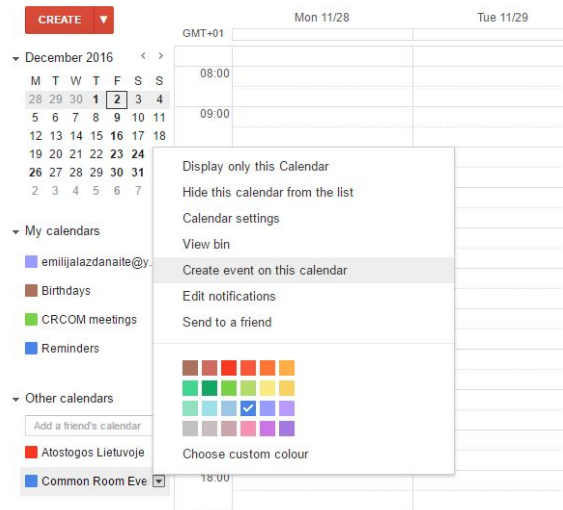 CREATE
Mon 11/28 Tue 11/29
GMT+01
December 2016 < >
M T W T F S S
28 29 30 1 2 3 4
5 6 7 8 9 10 11
12 13 14 15 16 17 18
19 20 21 22 23 24
26 27 28 29 30 31
2 3 4 5 6 7
08:00
09:00
My calendars
emilijalazdanaite@y.
Birthdays
CRCOM meetings
Reminders
Other calendars
Add a friend's calendar
Atostogos Lietuvoje
Common Room Eve
Display only this Calendar
Hide this calendar from the list
Calendar settings
View bin
Create event on this calendar
Edit notifications
Send to a friend
Choose custom colour
18:00